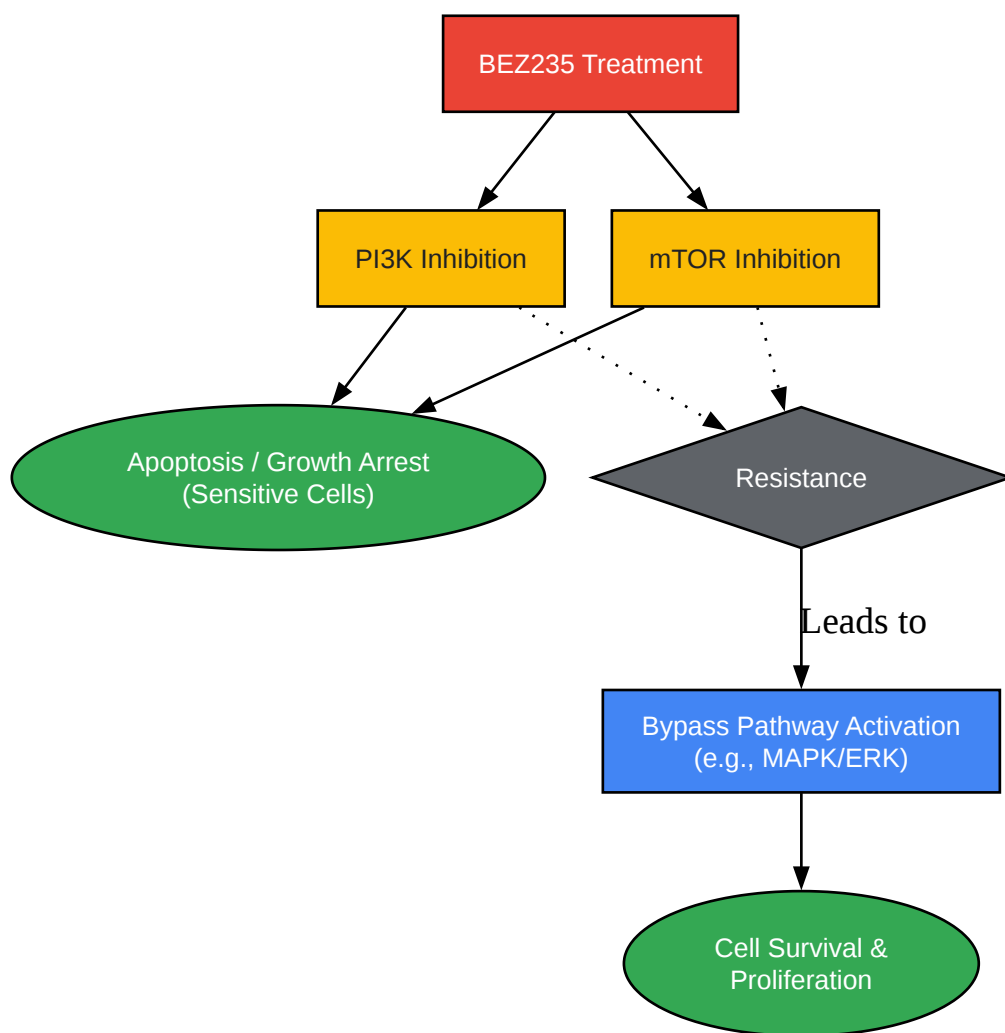 BEZ235 Treatment
PI3K Inhibition
mTOR Inhibition
Apoptosis / Growth Arrest
(Sensitive Cells)
Resistance
Leads to
Bypass Pathway Activation
(e.g., MAPK/ERK)
Cell Survival &
Proliferation